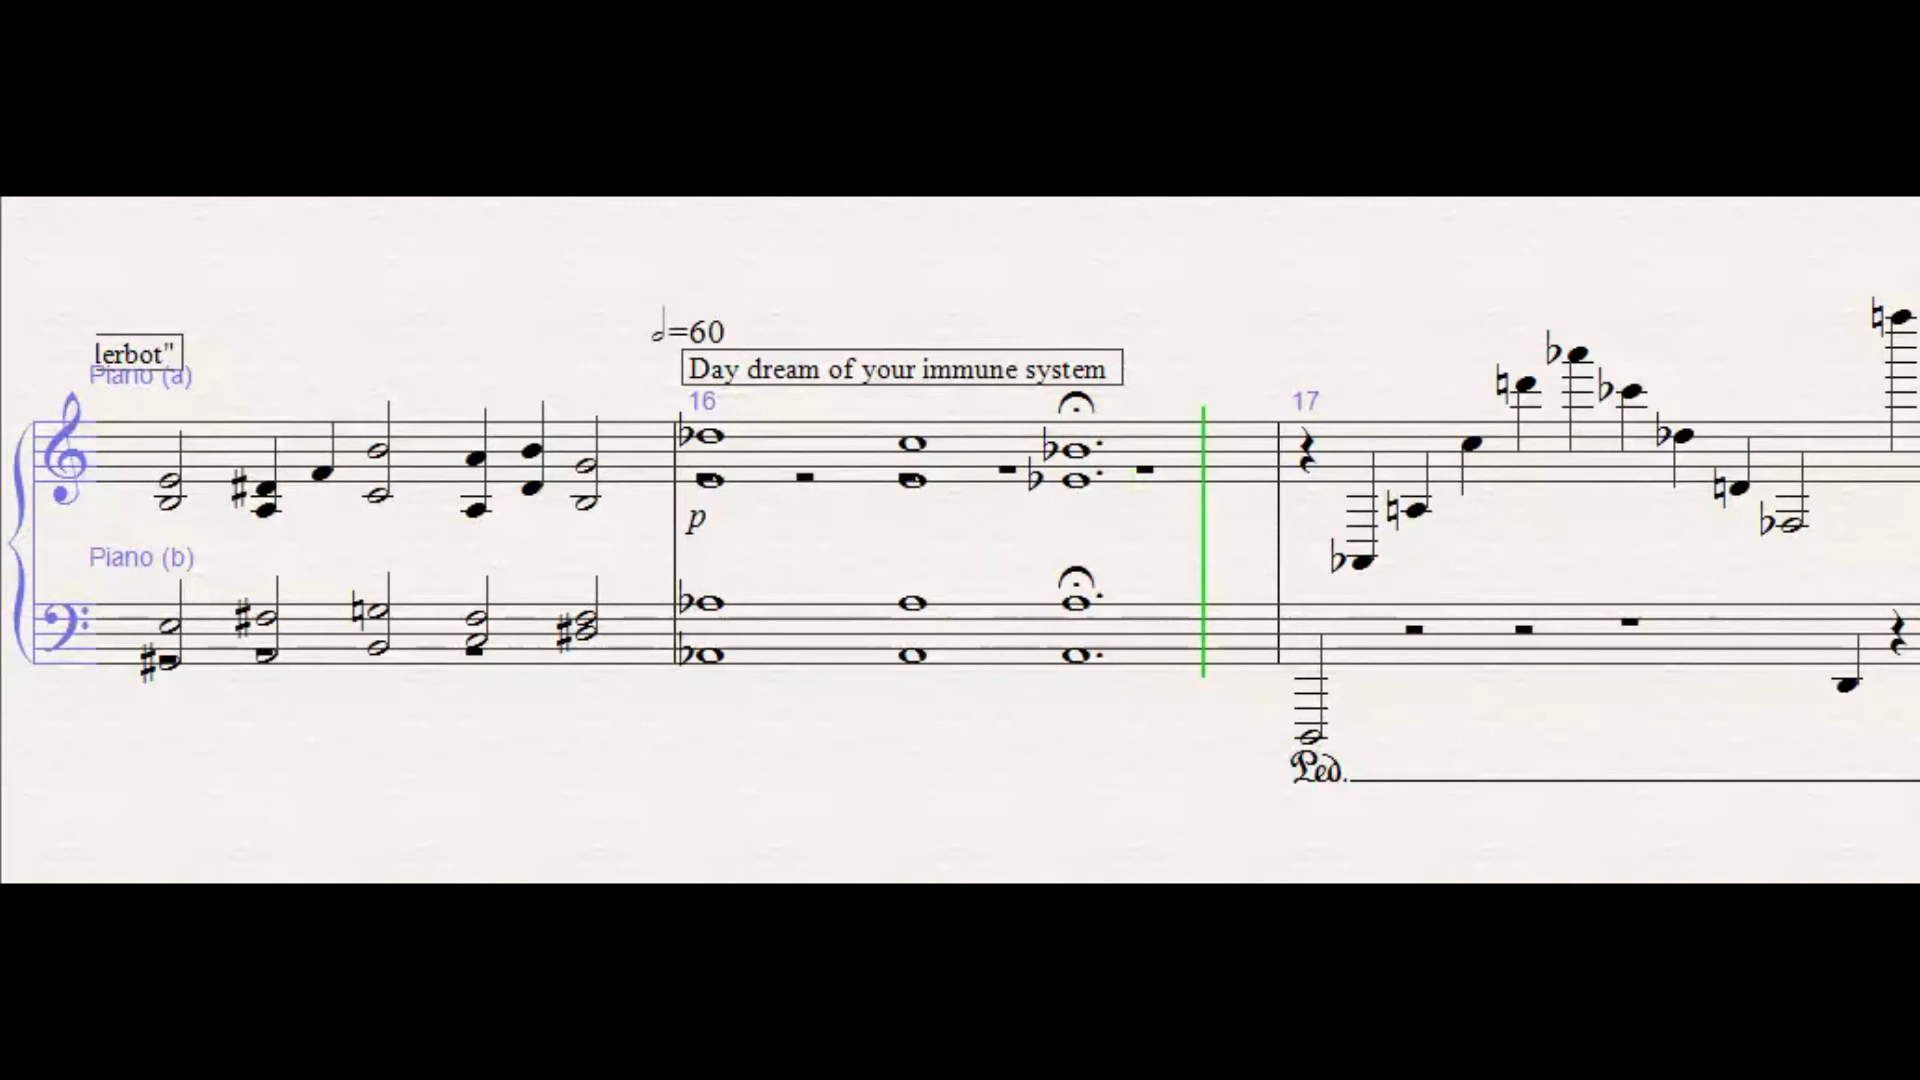 =60
lerbot"
Day dream of your immune system
Piano (a)
16
17
p
Piano (b)
Ped.